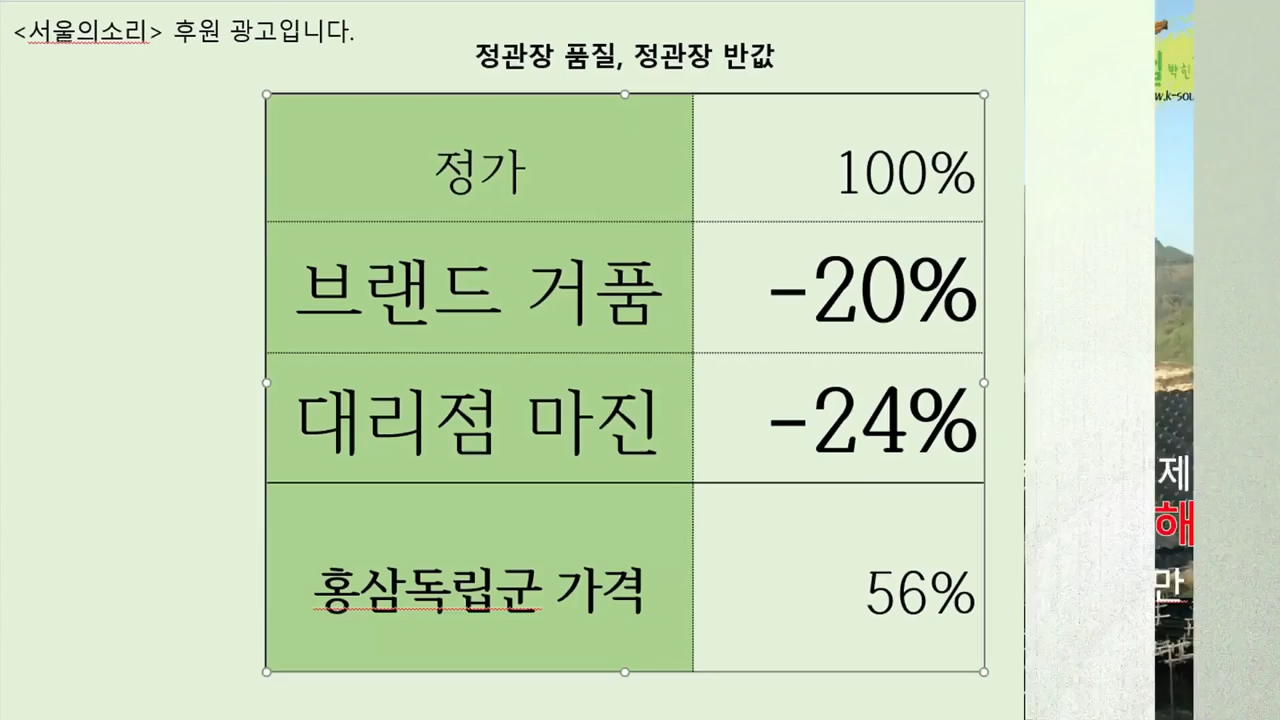 <서울의소리> 후원 광고입니다.
정관장 품질, 정관장 반값
정가 100%
브랜드 거품 -20%
대리점 마진 -24%
홍삼독립군 가격 56%
제
해
만